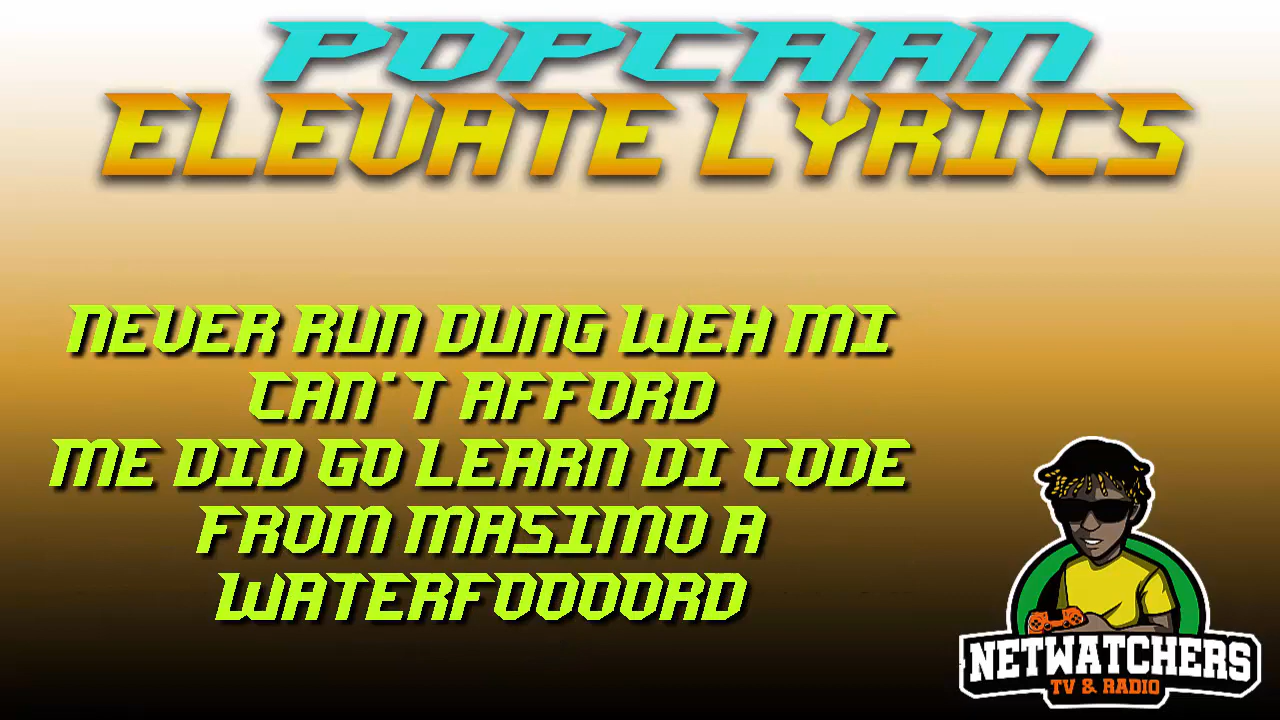 POPCAAN
ELEVATE LYRICS
NEVER RUN DUNG WEH MI
CAN'T AFFORD
ME DID GO LEARN DI CODE
FROM MASIMO A
WATERFOOOORD
NETWATCHERS
TV & RADIO